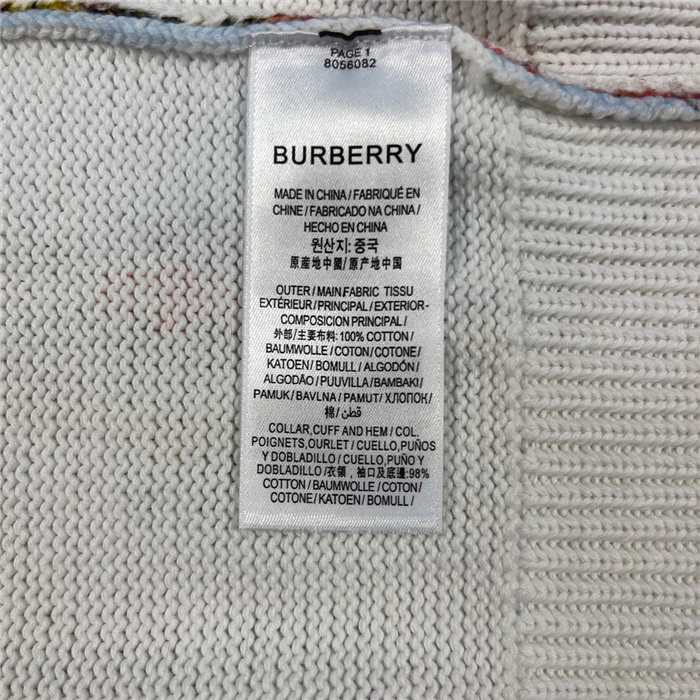 PAGE 1
8056082
BURBERRY
MADE IN CHINA / FABRIQUÉ EN
CHINE / FABRICADO NA CHINA /
HECHO EN CHINA
원산지: 중국
原産地中國/原产地中国
OUTER / MAIN FABRIC TISSU
EXTÉRIEUR / PRINCIPAL / EXTERIOR-
COMPOSICION PRINCIPAL /
外部/主要布料: 100% COTTON /
BAUMWOLLE / COTON / COTONE /
KATOEN / BOMULL / ALGODÓN /
ALGODÃO / PUUVILLA / BAMBAKI /
PAMUK / BAVLNA / PAMUT / ХЛОПОК /
棉/ قطن /
COLLAR, CUFF AND HEM / COL.
POIGNETS, OURLET / CUELLO, PUÑOS
Y DOBLADILLO / CUELLO, PUÑO Y
DOBLADILLO /衣領 , 袖口及底邊:98%
COTTON / BAUMWOLLE / COTON /
COTONE / KATOEN / BOMULL /